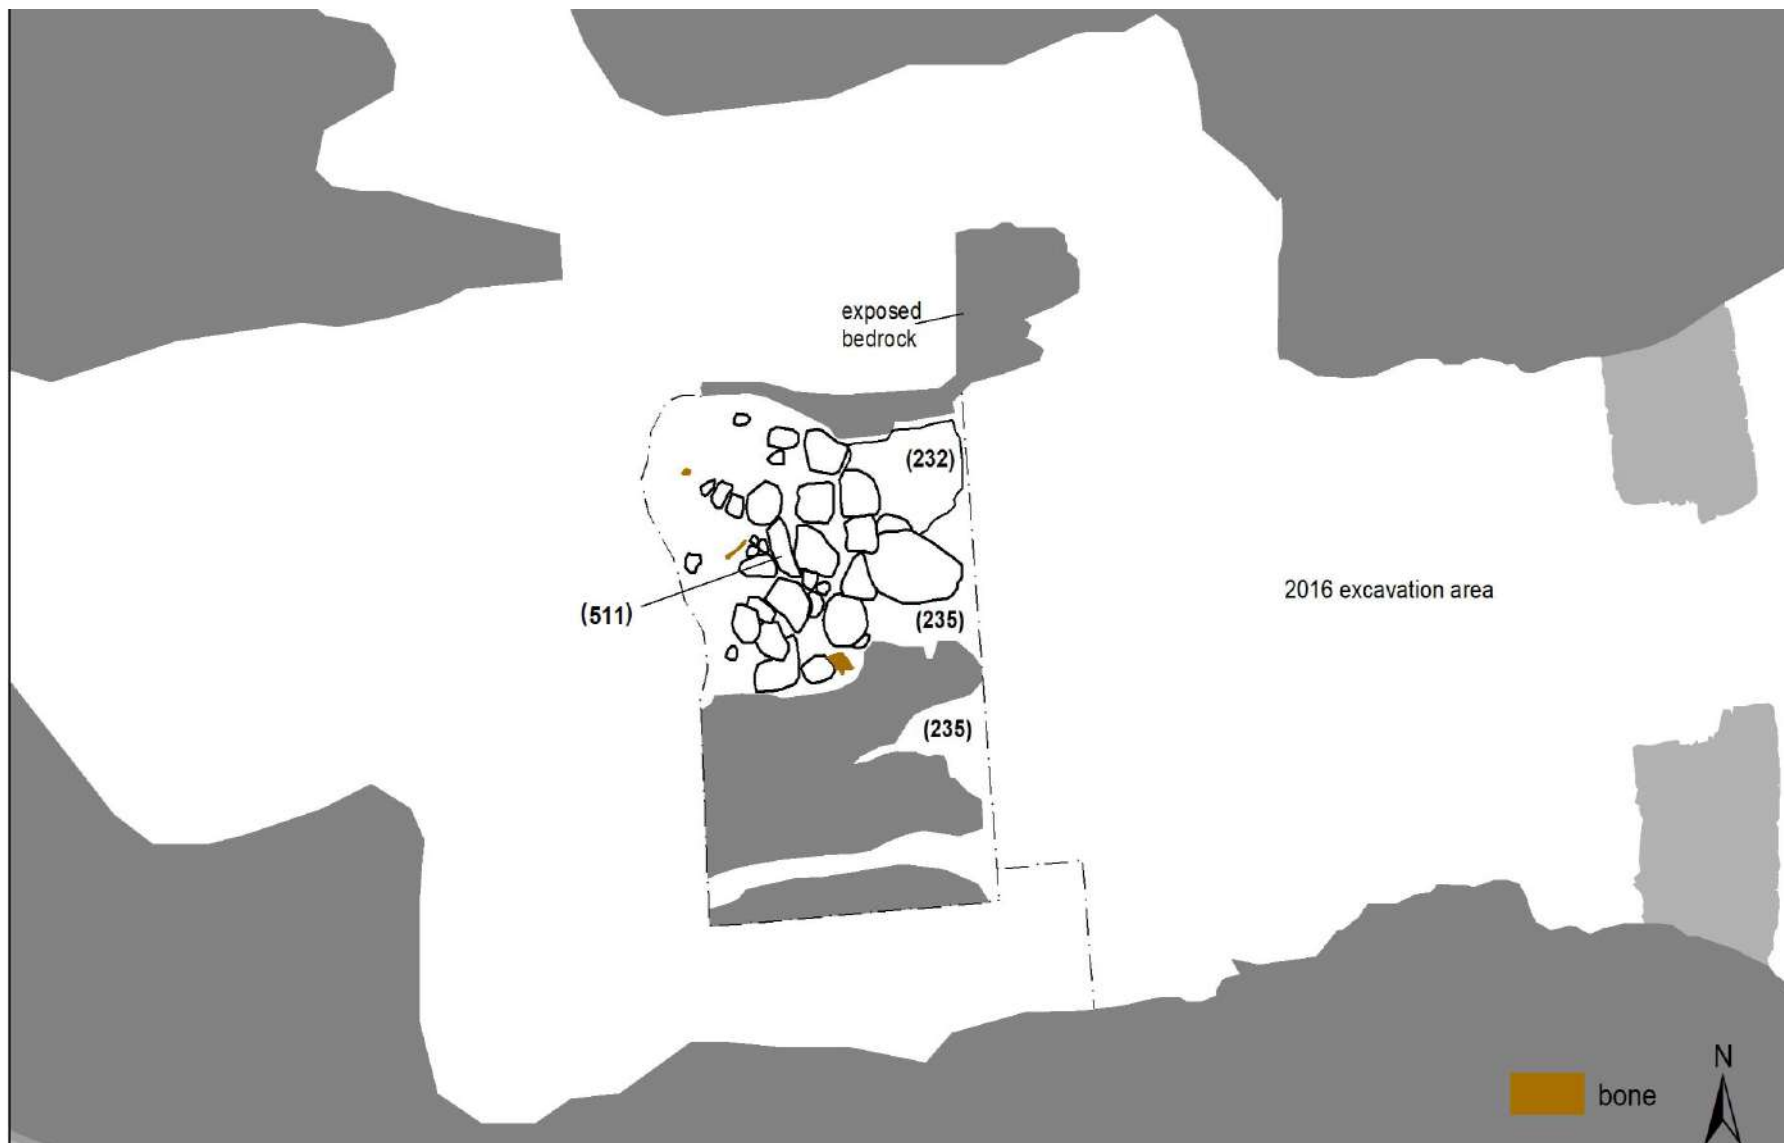 exposed
bedrock
(232)
2016 excavation area
(511)
(235)
(235)
N
bone